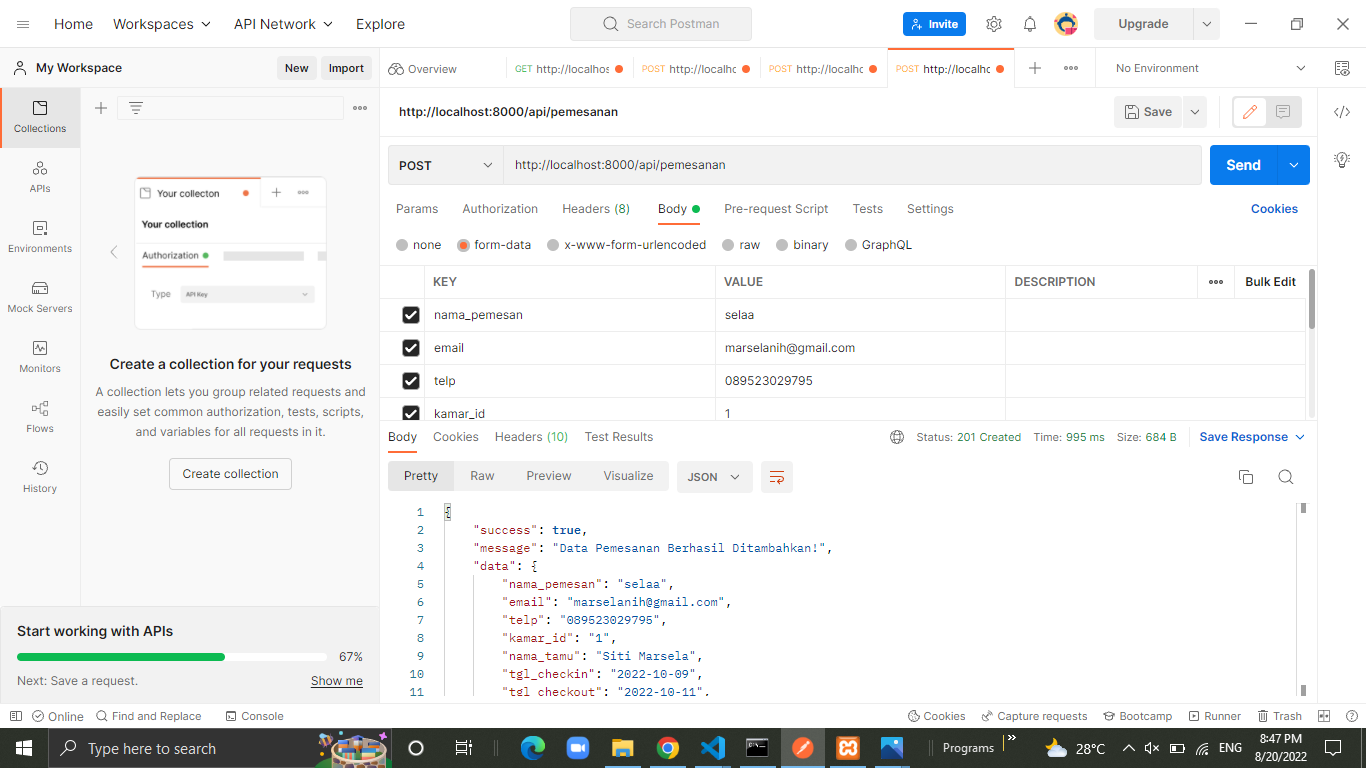 Home Workspaces API Network Explore Search Postman Invite Upgrade
My Workspace New Import Overview GET http://localhos POST http://localhc POST http://localhc POST http://localhc No Environment
Collections
APIs
Environments
Mock Servers
Monitors
Flows
History
Your collecton
Your collection
Authorization
Type API Key
Create a collection for your requests
A collection lets you group related requests and
easily set common authorization, tests, scripts,
and variables for all requests in it.
Create collection
Start working with APIs
67%
Next: Save a request. Show me
http://localhost:8000/api/pemesanan Save
POST http://localhost:8000/api/pemesanan Send
Params Authorization Headers (8) Body Pre-request Script Tests Settings Cookies
none form-data x-www-form-urlencoded raw binary GraphQL
KEY VALUE DESCRIPTION Bulk Edit
nama_pemesan selaa
email marselanih@gmail.com
telp 089523029795
kamar_id 1
Body Cookies Headers (10) Test Results Status: 201 Created Time: 995 ms Size: 684 B Save Response
Pretty Raw Preview Visualize JSON
1 {
2 "success": true,
3 "message": "Data Pemesanan Berhasil Ditambahkan!",
4 "data": {
5 "nama_pemesan": "selaa",
6 "email": "marselanih@gmail.com",
7 "telp": "089523029795",
8 "kamar_id": "1",
9 "nama_tamu": "Siti Marsela",
10 "tgl_checkin": "2022-10-09",
11 "tgl_checkout": "2022-10-11",
Online Find and Replace Console Cookies Capture requests Bootcamp Runner Trash
Type here to search Programs 28°C ENG 8:47 PM
8/20/2022